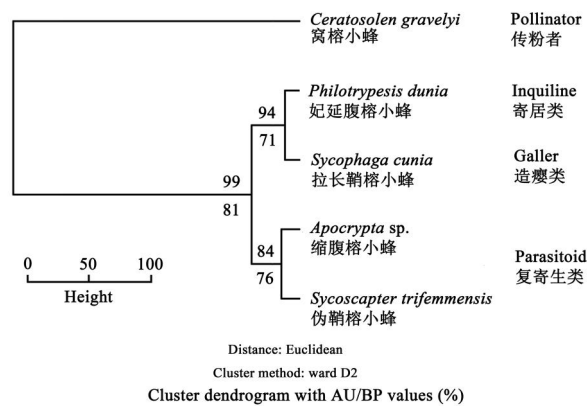 Ceratosolen gravelyi Pollinator
窝榕小蜂 传粉者
Philotrypesis dunia Inquiline
94 妃延腹榕小蜂 寄居类
71
Sycophaga cunia Galler
99 拉长鞘榕小蜂 造瘿类
81
Apocrypta sp.
84 缩腹榕小蜂
76
Parasitoid
复寄生类
0 50 100
Height
Sycoscapter trifemmensis
伪鞘榕小蜂
Distance: Euclidean
Cluster method: ward D2
Cluster dendrogram with AU/BP values (%)